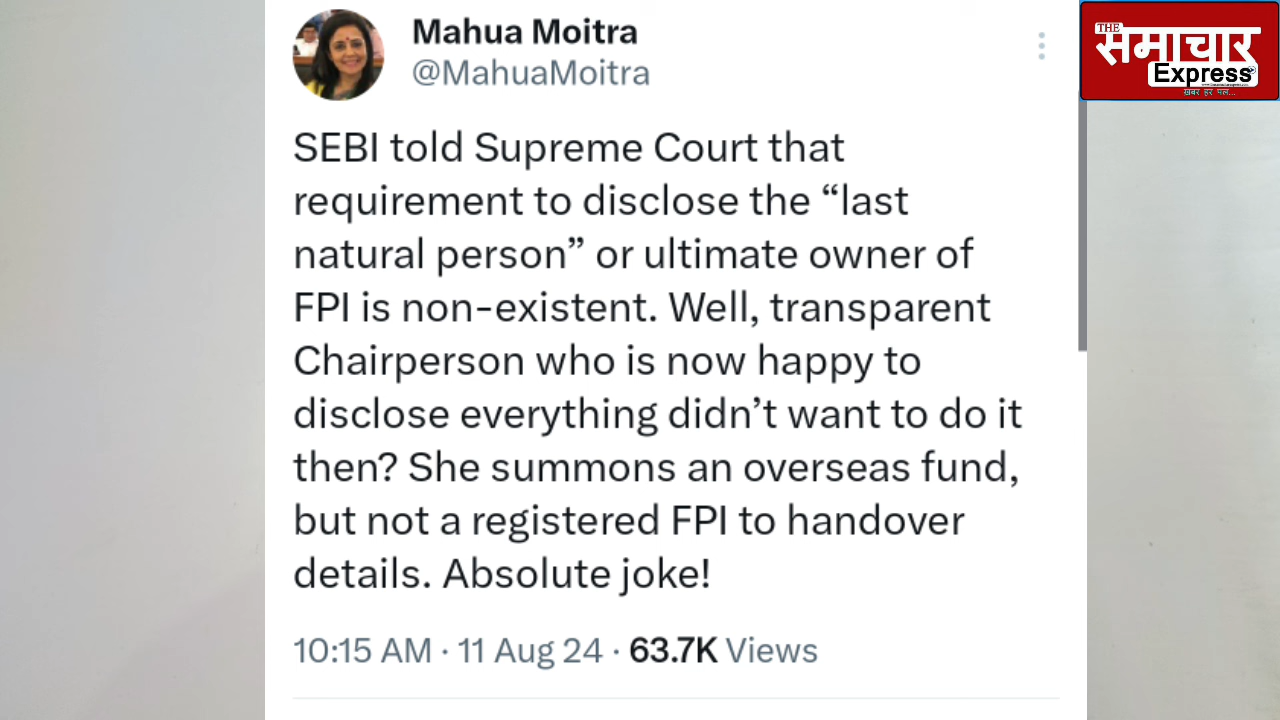 Mahua Moitra
@MahuaMoitra
THE
समाचार
Express
ख़बर हर पल...
SEBI told Supreme Court that
requirement to disclose the “last
natural person” or ultimate owner of
FPI is non-existent. Well, transparent
Chairperson who is now happy to
disclose everything didn’t want to do it
then? She summons an overseas fund,
but not a registered FPI to handover
details. Absolute joke!
10:15 AM · 11 Aug 24 · 63.7K Views